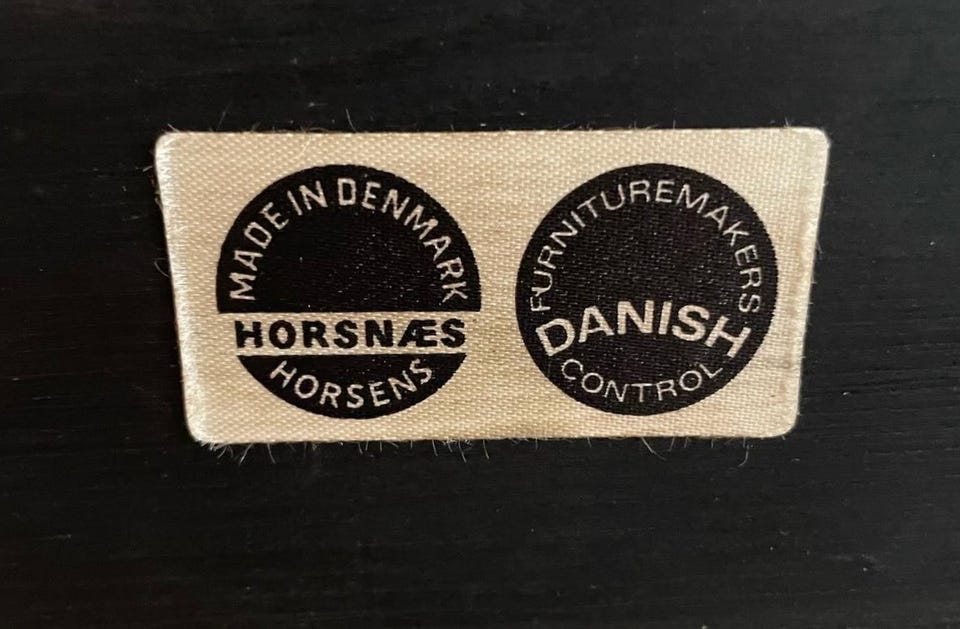 MADE IN DENMARK
HORSNÆS
HORSENS
FURNITUREMAKERS
DANISH
CONTROL